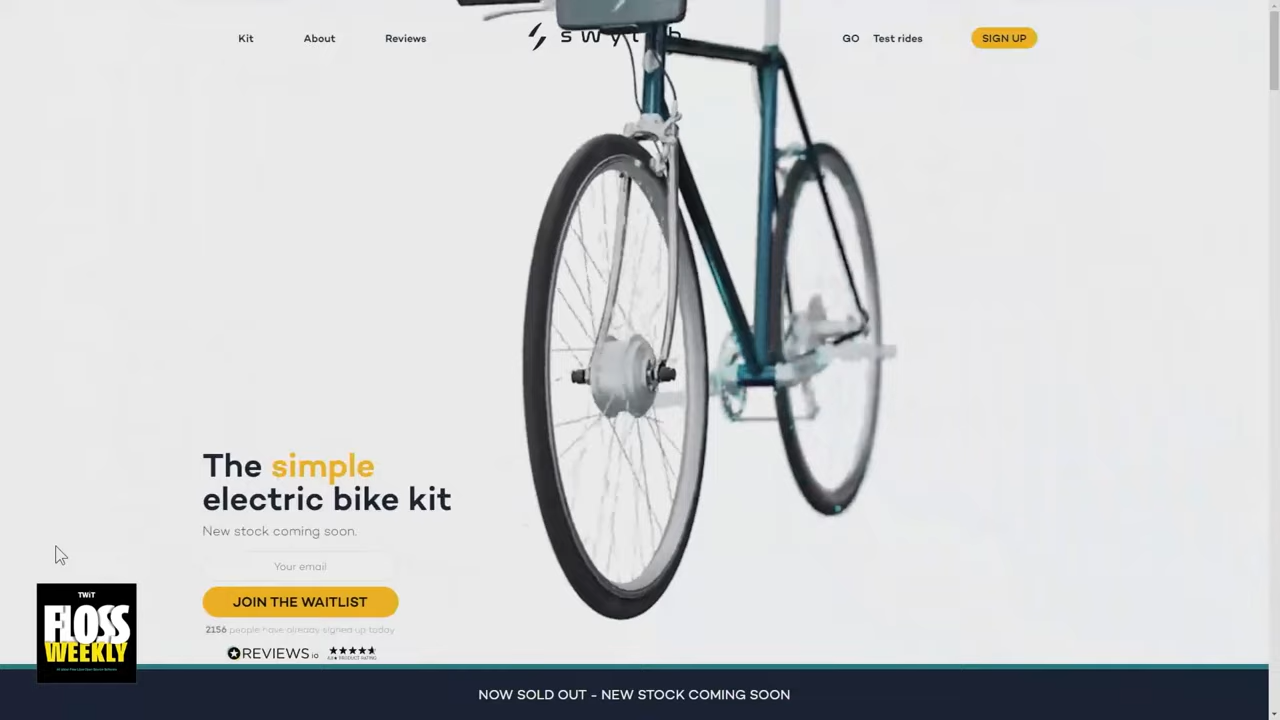 Kit
About
Reviews
swytch
GO
Test rides
SIGN UP
The simple
electric bike kit
New stock coming soon.
Your email
JOIN THE WAITLIST
2156 people have already signed up today
REVIEWS.io
PRODUCT RATING
TWiT
FLOSS
WEEKLY
NOW SOLD OUT - NEW STOCK COMING SOON